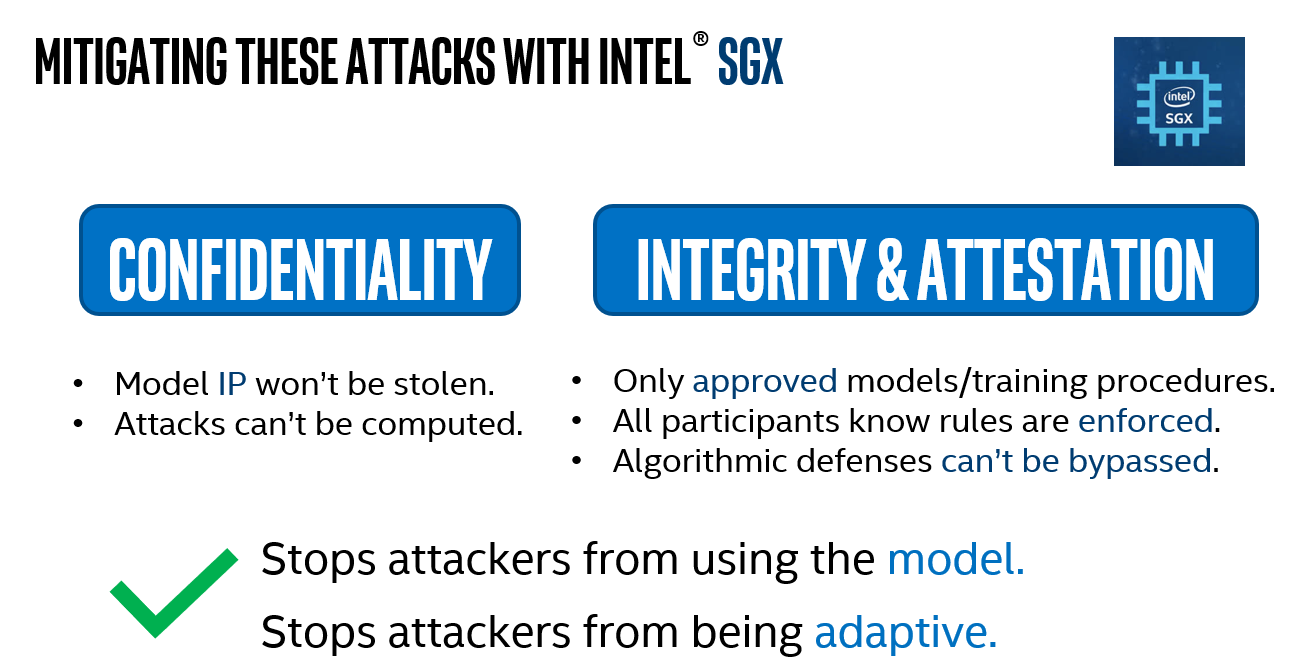 MITIGATING THESE ATTACKS WITH INTEL® SGX
intel
SGX
CONFIDENTIALITY
• Model IP won’t be stolen.
• Attacks can’t be computed.
INTEGRITY & ATTESTATION
• Only approved models/training procedures.
• All participants know rules are enforced.
• Algorithmic defenses can’t be bypassed.
Stops attackers from using the model.
Stops attackers from being adaptive.